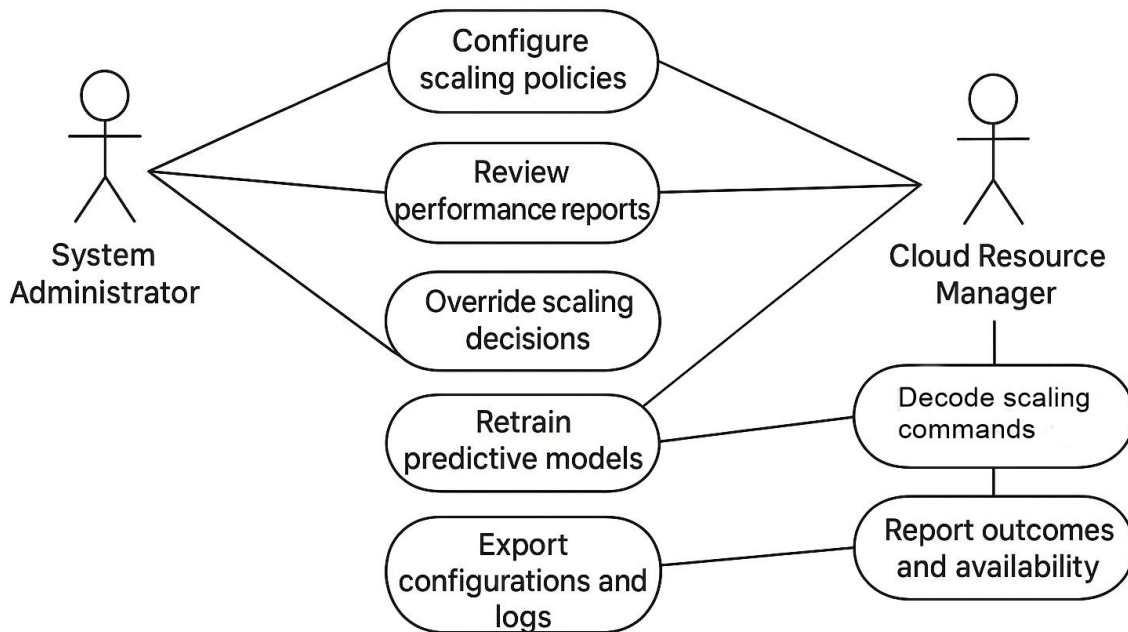 Configure
scaling policies
System
Administrator
Review
performance reports
Override scaling
decisions
Retrain
predictive models
Export
configurations and
logs
Cloud Resource
Manager
Decode scaling
commands
Report outcomes
and availability